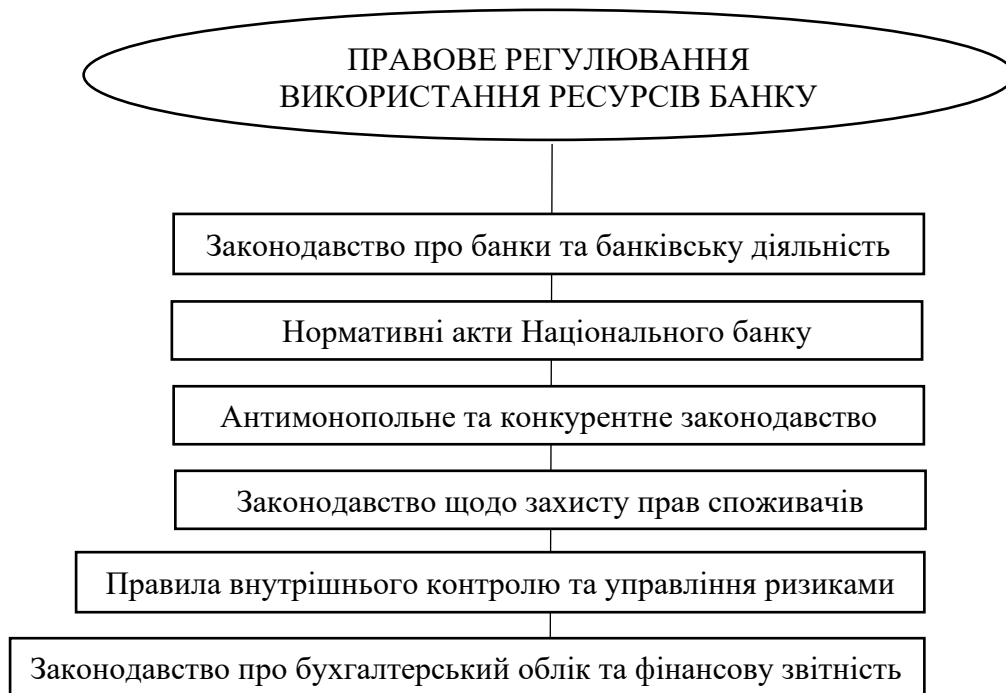 ПРАВОВЕ РЕГУЛЮВАННЯ
ВИКОРИСТАННЯ РЕСУРСІВ БАНКУ
Законодавство про банки та банківську діяльність
Нормативні акти Національного банку
Антимонопольне та конкурентне законодавство
Законодавство щодо захисту прав споживачів
Правила внутрішнього контролю та управління ризиками
Законодавство про бухгалтерський облік та фінансову звітність